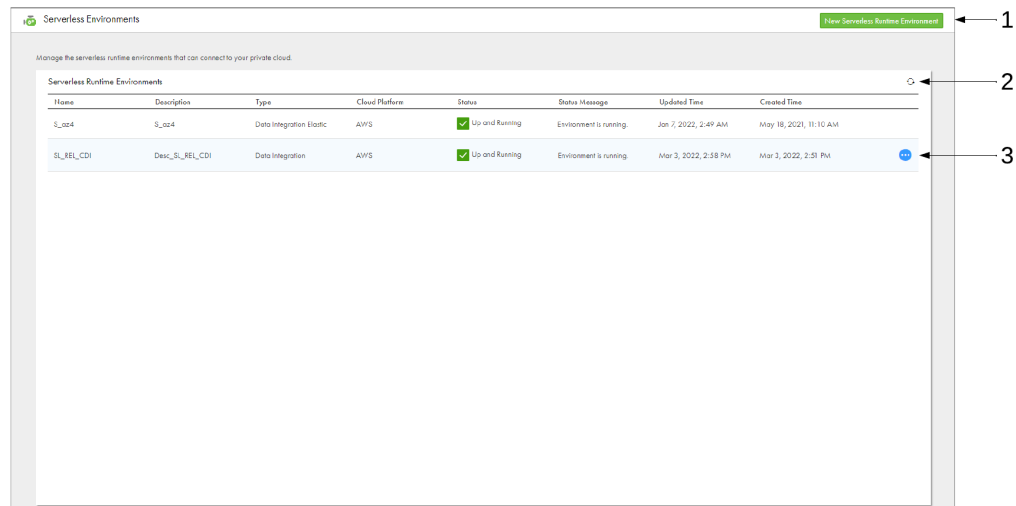 Serverless Environments
New Serverless Runtime Environment
1
Manage the serverless runtime environments that can connect to your private cloud.
Serverless Runtime Environments
2
Name Description Type Cloud Platform Status Status Message Updated Time Created Time
S_az4 S_az4 Data Integration Elastic AWS Up and Running Environment is running. Jan 7, 2022, 2:49 AM May 18, 2021, 11:10 AM
SL_REL_CDI Desc_SL_REL_CDI Data Integration AWS Up and Running Environment is running. Mar 3, 2022, 2:58 PM Mar 3, 2022, 2:51 PM
3